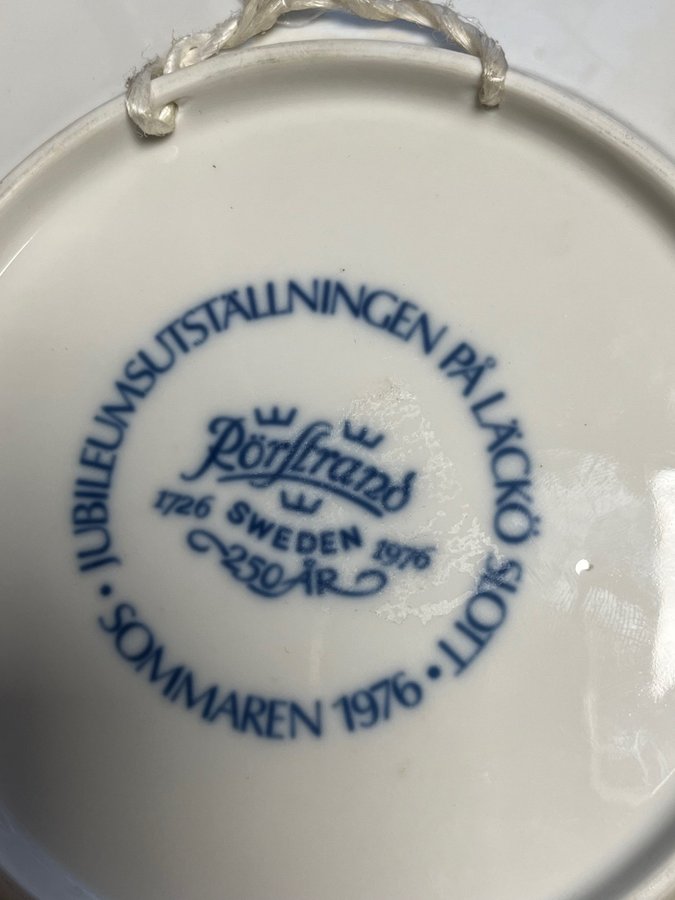 JUBILEUMSUTSTÄLLNINGEN PÅ LÄCKÖ SLOTT
Rörstrand
1726 SWEDEN 1976
250 ÅR
• SOMMAREN 1976 •